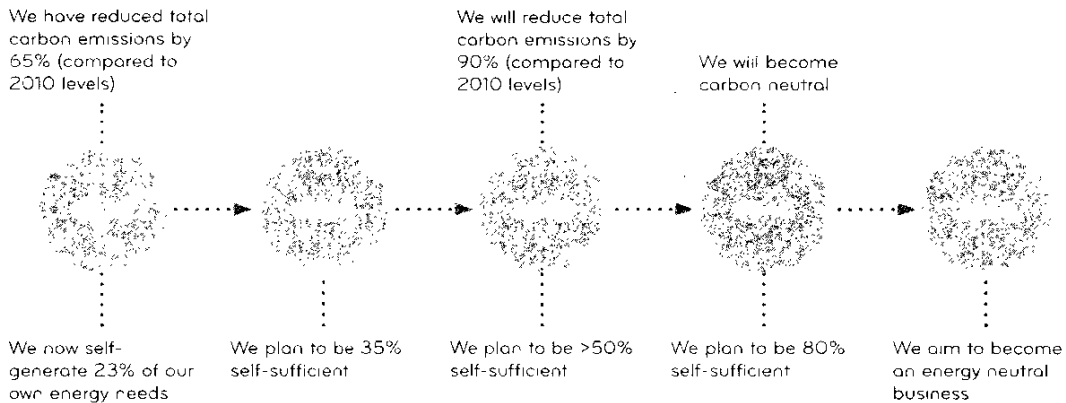 We have reduced total
carbon emissions by
65% (compared to
2010 levels)
We will reduce total
carbon emissions by
90% (compared to
2010 levels)
We will become
carbon neutral
We now self-
generate 23% of our
own energy needs
We plan to be 35%
self-sufficient
We plan to be >50%
self-sufficient
We plan to be 80%
self-sufficient
We aim to become
an energy neutral
business